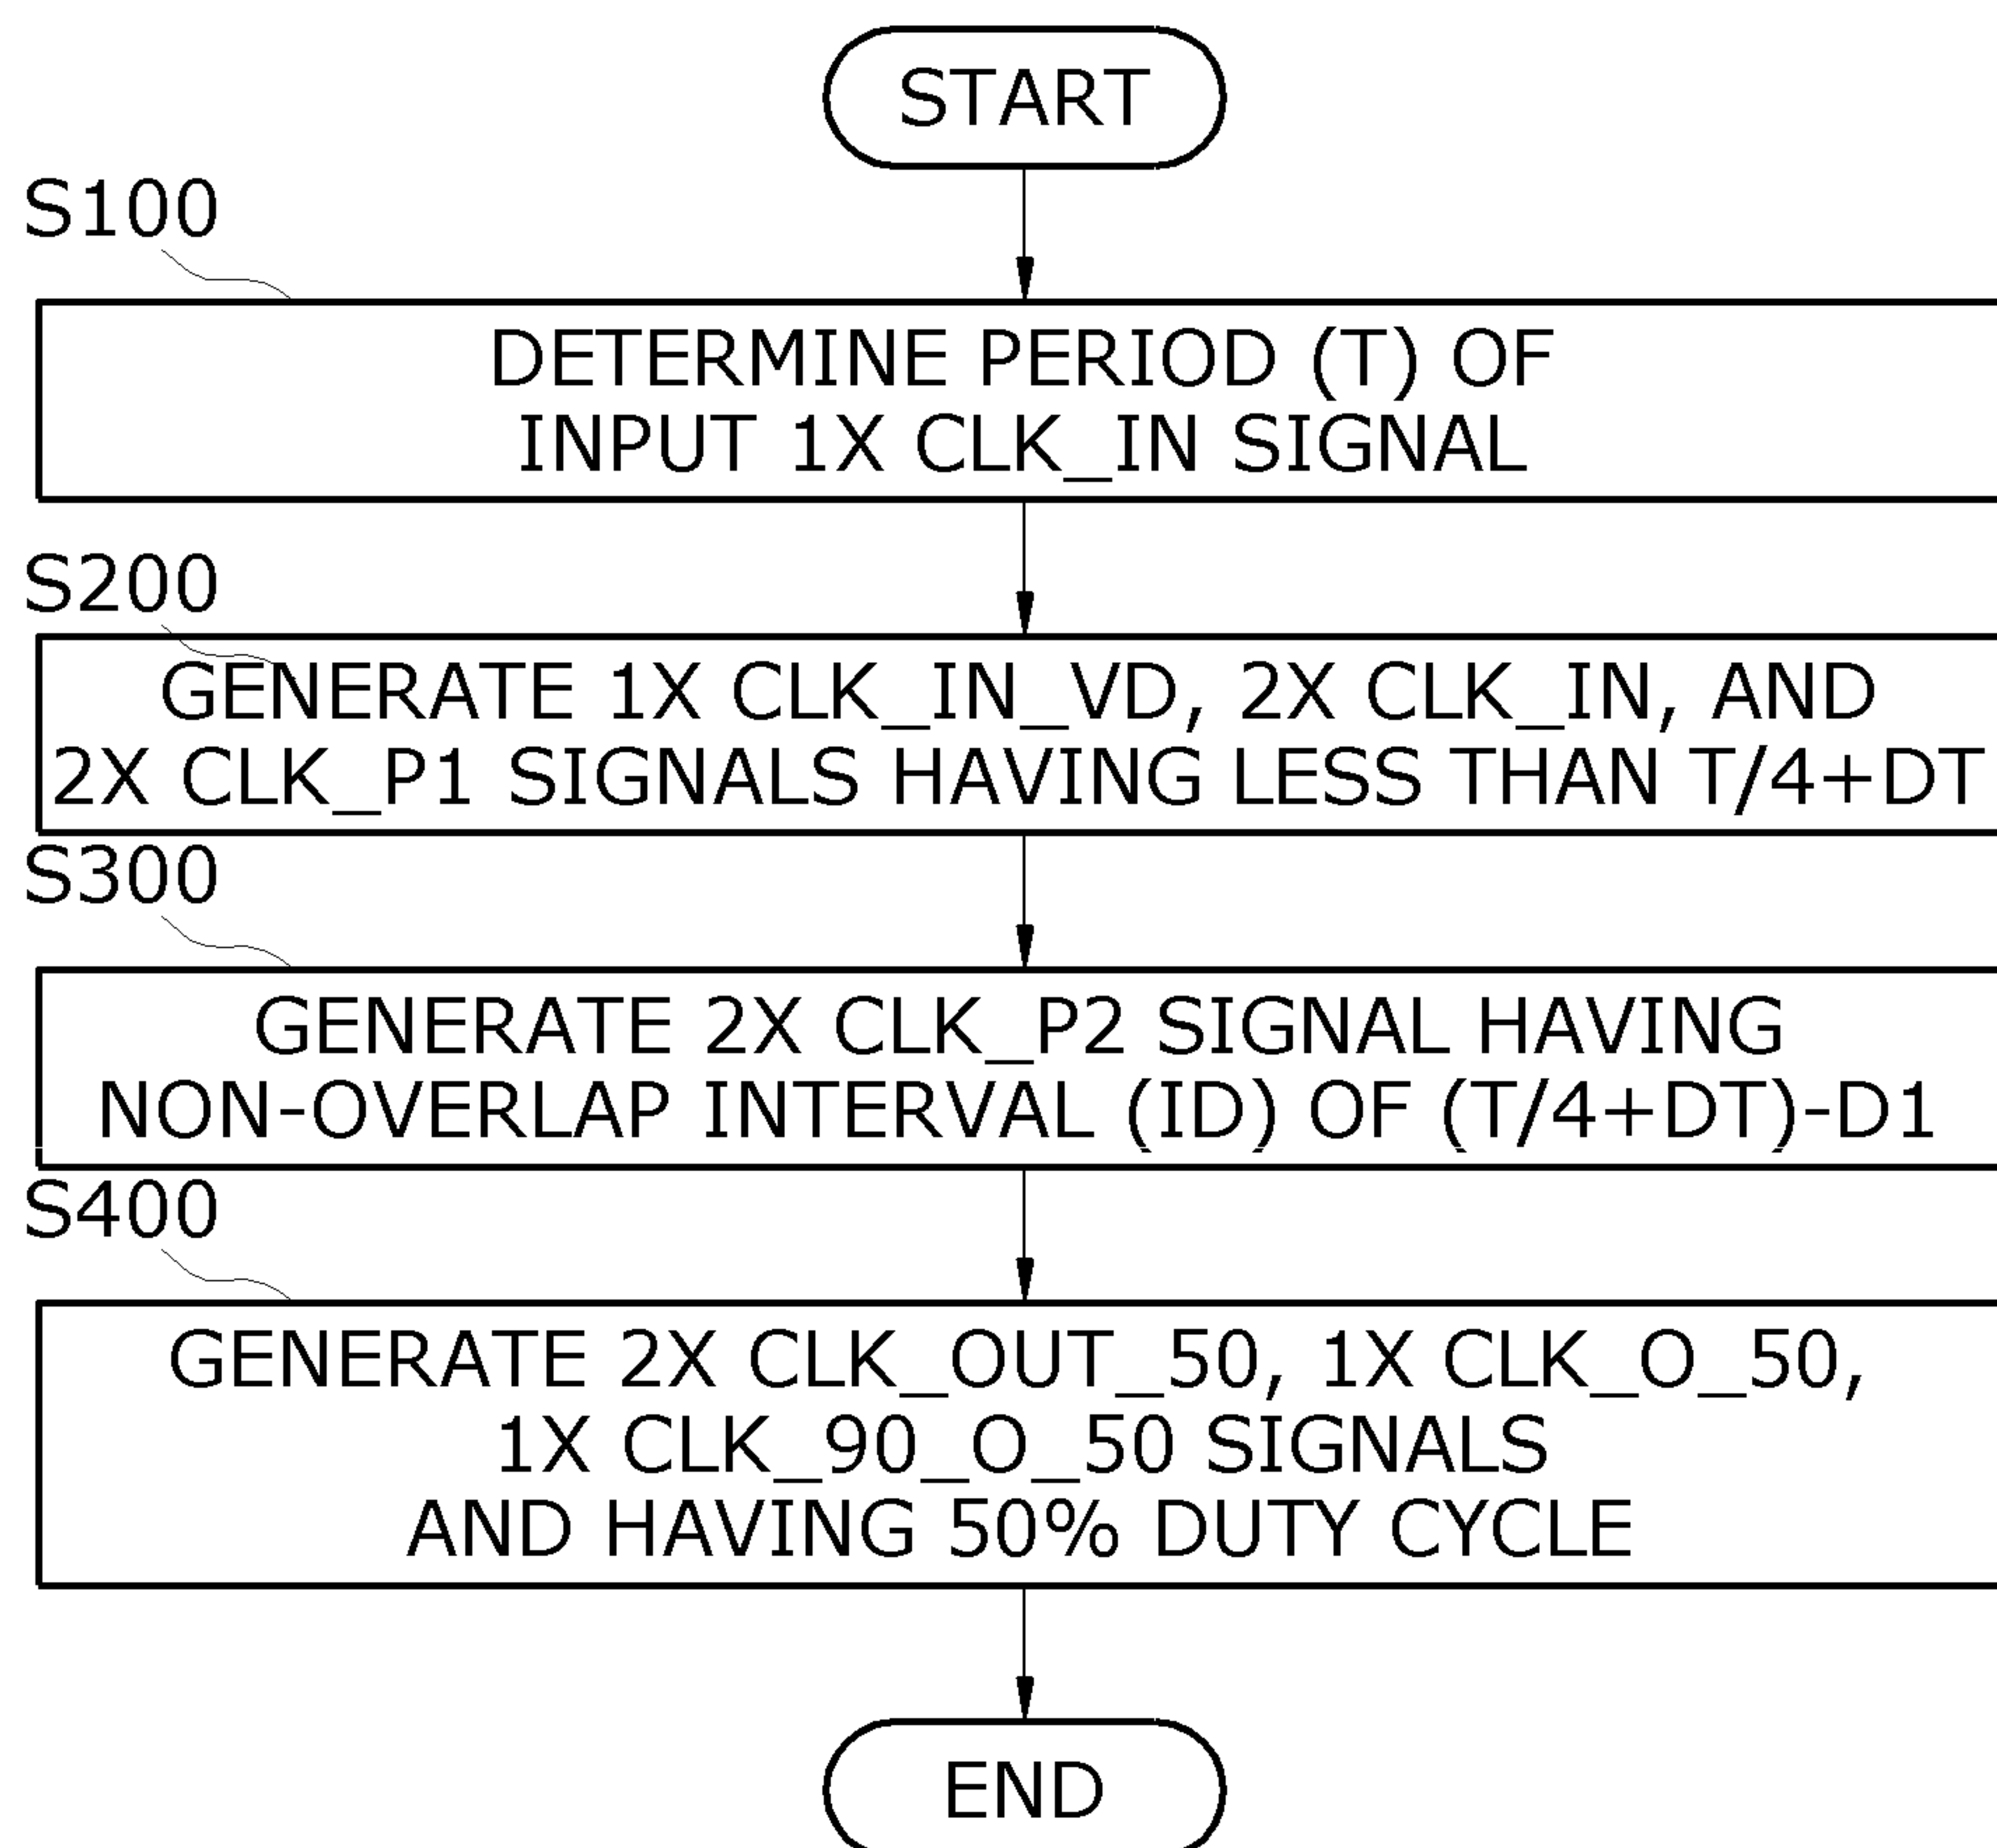 START
S100
DETERMINE PERIOD (T) OF
INPUT 1X CLK_IN SIGNAL
S200
GENERATE 1X CLK_IN_VD, 2X CLK_IN, AND
2X CLK_P1 SIGNALS HAVING LESS THAN T/4+DT
S300
GENERATE 2X CLK_P2 SIGNAL HAVING
NON-OVERLAP INTERVAL (ID) OF (T/4+DT)-D1
S400
GENERATE 2X CLK_OUT_50, 1X CLK_O_50,
1X CLK_90_O_50 SIGNALS
AND HAVING 50% DUTY CYCLE
END